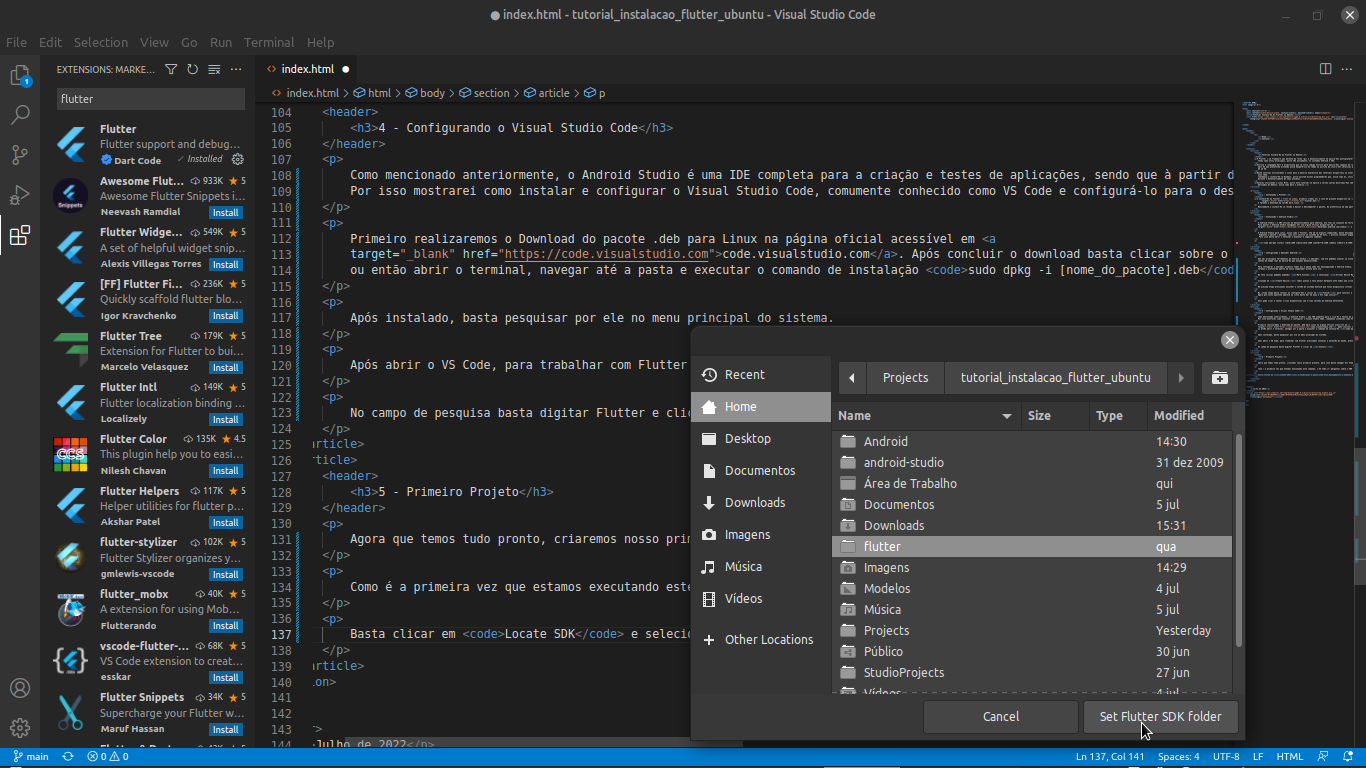 ● index.html - tutorial_instalacao_flutter_ubuntu - Visual Studio Code
File Edit Selection View Go Run Terminal Help
1
EXTENSIONS: MARKE...
flutter
Flutter
Flutter support and debug...
Dart Code ✓ Installed
Awesome Flut... 933K ★ 5
Awesome Flutter Snippets i...
Neevash Ramdial Install
Flutter Widge... 549K ★ 5
A set of helpful widget snip...
Alexis Villegas Torres Install
[FF] Flutter Fi... 236K ★ 5
Quickly scaffold flutter blo...
Igor Kravchenko Install
Flutter Tree 179K ★ 5
Extension for Flutter to bui...
Marcelo Velasquez Install
Flutter Intl 149K ★ 5
Flutter localization binding ...
Localizely Install
Flutter Color 135K ★ 4.5
This plugin help you to easi...
Nilesh Chavan Install
Flutter Helpers 117K ★ 5
Helper utilities for flutter p...
Akshar Patel Install
flutter-stylizer 102K ★ 5
Flutter Stylizer organizes y...
gmlewis-vscode Install
flutter_mobx 40K ★ 5
A extension for using Mob...
Flutterando Install
vscode-flutter-... 68K ★ 5
VS Code extension to creat...
esskar Install
Flutter Snippets 34K ★ 5
Supercharge your Flutter w...
Maruf Hassan Install
index.html ●
index.html > html > body > section > article > p
104 <header>
105 <h3>4 - Configurando o Visual Studio Code</h3>
106 </header>
107 <p>
108 Como mencionado anteriormente, o Android Studio é uma IDE completa para a criação e testes de aplicações, sendo que à partir d
109 Por isso mostrarei como instalar e configurar o Visual Studio Code, comumente conhecido como VS Code e configurá-lo para o des
110 </p>
111 <p>
112 Primeiro realizaremos o Download do pacote .deb para Linux na página oficial acessível em <a
113 target="_blank" href="https://code.visualstudio.com">code.visualstudio.com</a>. Após concluir o download basta clicar sobre o
114 ou então abrir o terminal, navegar até a pasta e executar o comando de instalação <code>sudo dpkg -i [nome_do_pacote].deb</cod
115 </p>
116 <p>
117 Após instalado, basta pesquisar por ele no menu principal do sistema.
118 </p>
119 <p>
120 Após abrir o VS Code, para trabalhar com Flutter
121 </p>
122 <p>
123 No campo de pesquisa basta digitar Flutter e clic
124 </p>
125 article>
126 rticle>
127 <header>
128 <h3>5 - Primeiro Projeto</h3>
129 </header>
130 <p>
131 Agora que temos tudo pronto, criaremos nosso prim
132 </p>
133 <p>
134 Como é a primeira vez que estamos executando este
135 </p>
136 <p>
137 Basta clicar em <code>Locate SDK</code> e selecio
138 </p>
139 article>
140 on>
141
142
143 >
144 Julho de 2022</p>
Recent
Home
Desktop
Documentos
Downloads
Imagens
Música
Vídeos
Other Locations
Projects tutorial_instalacao_flutter_ubuntu
Name Size Type Modified
Android 14:30
android-studio 31 dez 2009
Área de Trabalho qui
Documentos 5 jul
Downloads 15:31
flutter qua
Imagens 14:29
Modelos 4 jul
Música 5 jul
Projects Yesterday
Público 30 jun
StudioProjects 27 jun
Vídeos 4 jul
Cancel Set Flutter SDK folder
main 0 0 Ln 137, Col 141 Spaces: 4 UTF-8 LF HTML